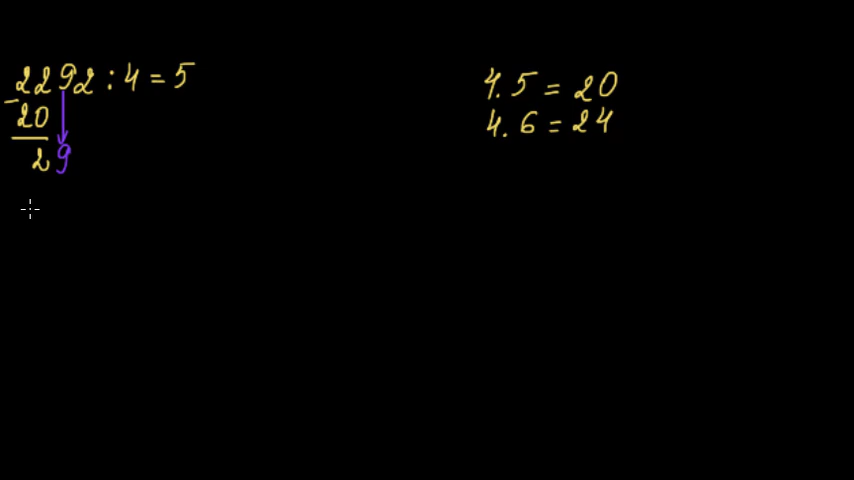 2292 : 4 = 5
4. 5 = 20
- 20
4. 6 = 24
29